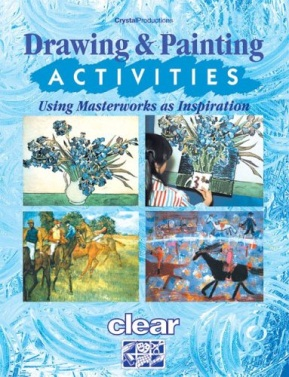 CrystalProductions
Drawing & Painting
ACTIVITIES
Using Masterworks as Inspiration
clear